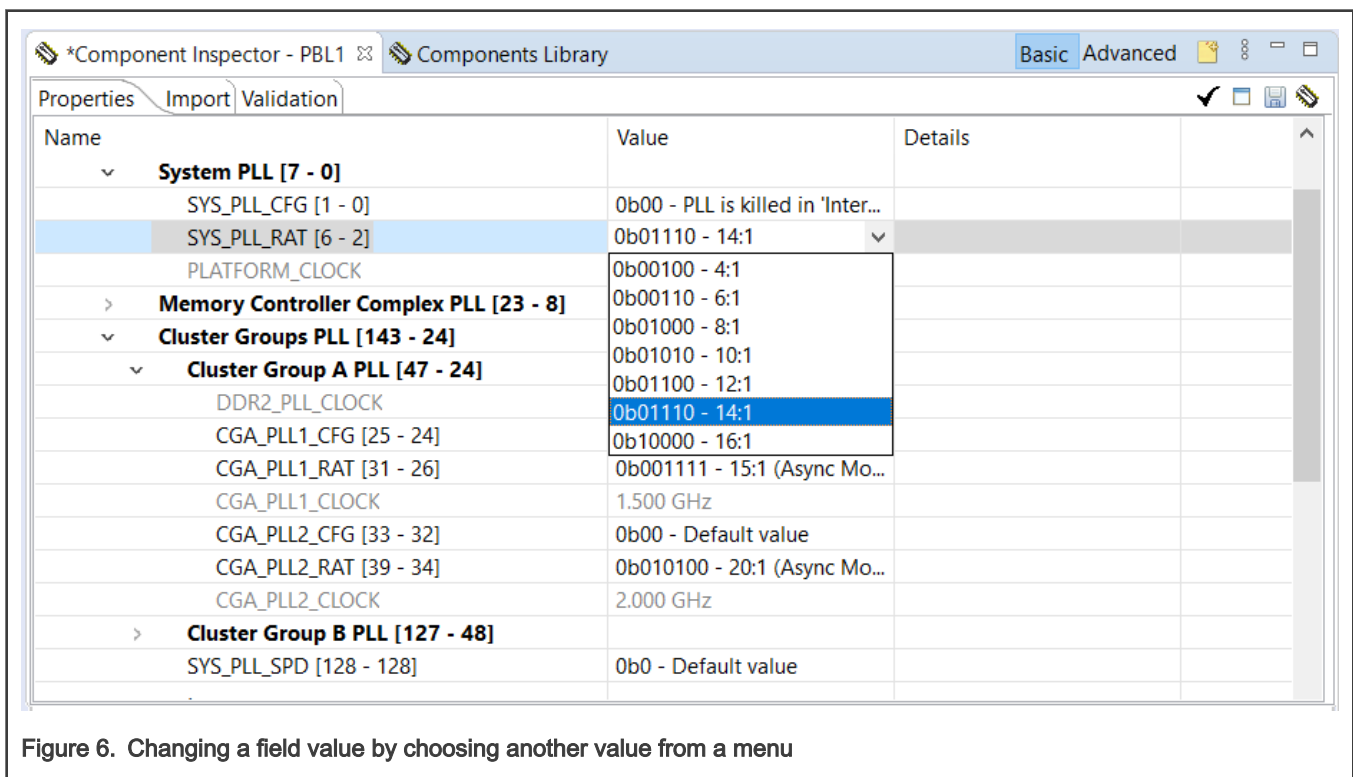 *Component Inspector - PBL1 Components Library Basic Advanced
Properties Import Validation
Name Value Details
System PLL [7 - 0]
SYS_PLL_CFG [1 - 0] 0b00 - PLL is killed in 'Inter...
SYS_PLL_RAT [6 - 2] 0b01110 - 14:1
PLATFORM_CLOCK 0b00100 - 4:1
Memory Controller Complex PLL [23 - 8] 0b00110 - 6:1
Cluster Groups PLL [143 - 24] 0b01000 - 8:1
0b01010 - 10:1
Cluster Group A PLL [47 - 24] 0b01100 - 12:1
DDR2_PLL_CLOCK 0b01110 - 14:1
CGA_PLL1_CFG [25 - 24] 0b10000 - 16:1
CGA_PLL1_RAT [31 - 26] 0b001111 - 15:1 (Async Mo...
CGA_PLL1_CLOCK 1.500 GHz
CGA_PLL2_CFG [33 - 32] 0b00 - Default value
CGA_PLL2_RAT [39 - 34] 0b010100 - 20:1 (Async Mo...
CGA_PLL2_CLOCK 2.000 GHz
Cluster Group B PLL [127 - 48]
SYS_PLL_SPD [128 - 128] 0b0 - Default value
Figure 6. Changing a field value by choosing another value from a menu